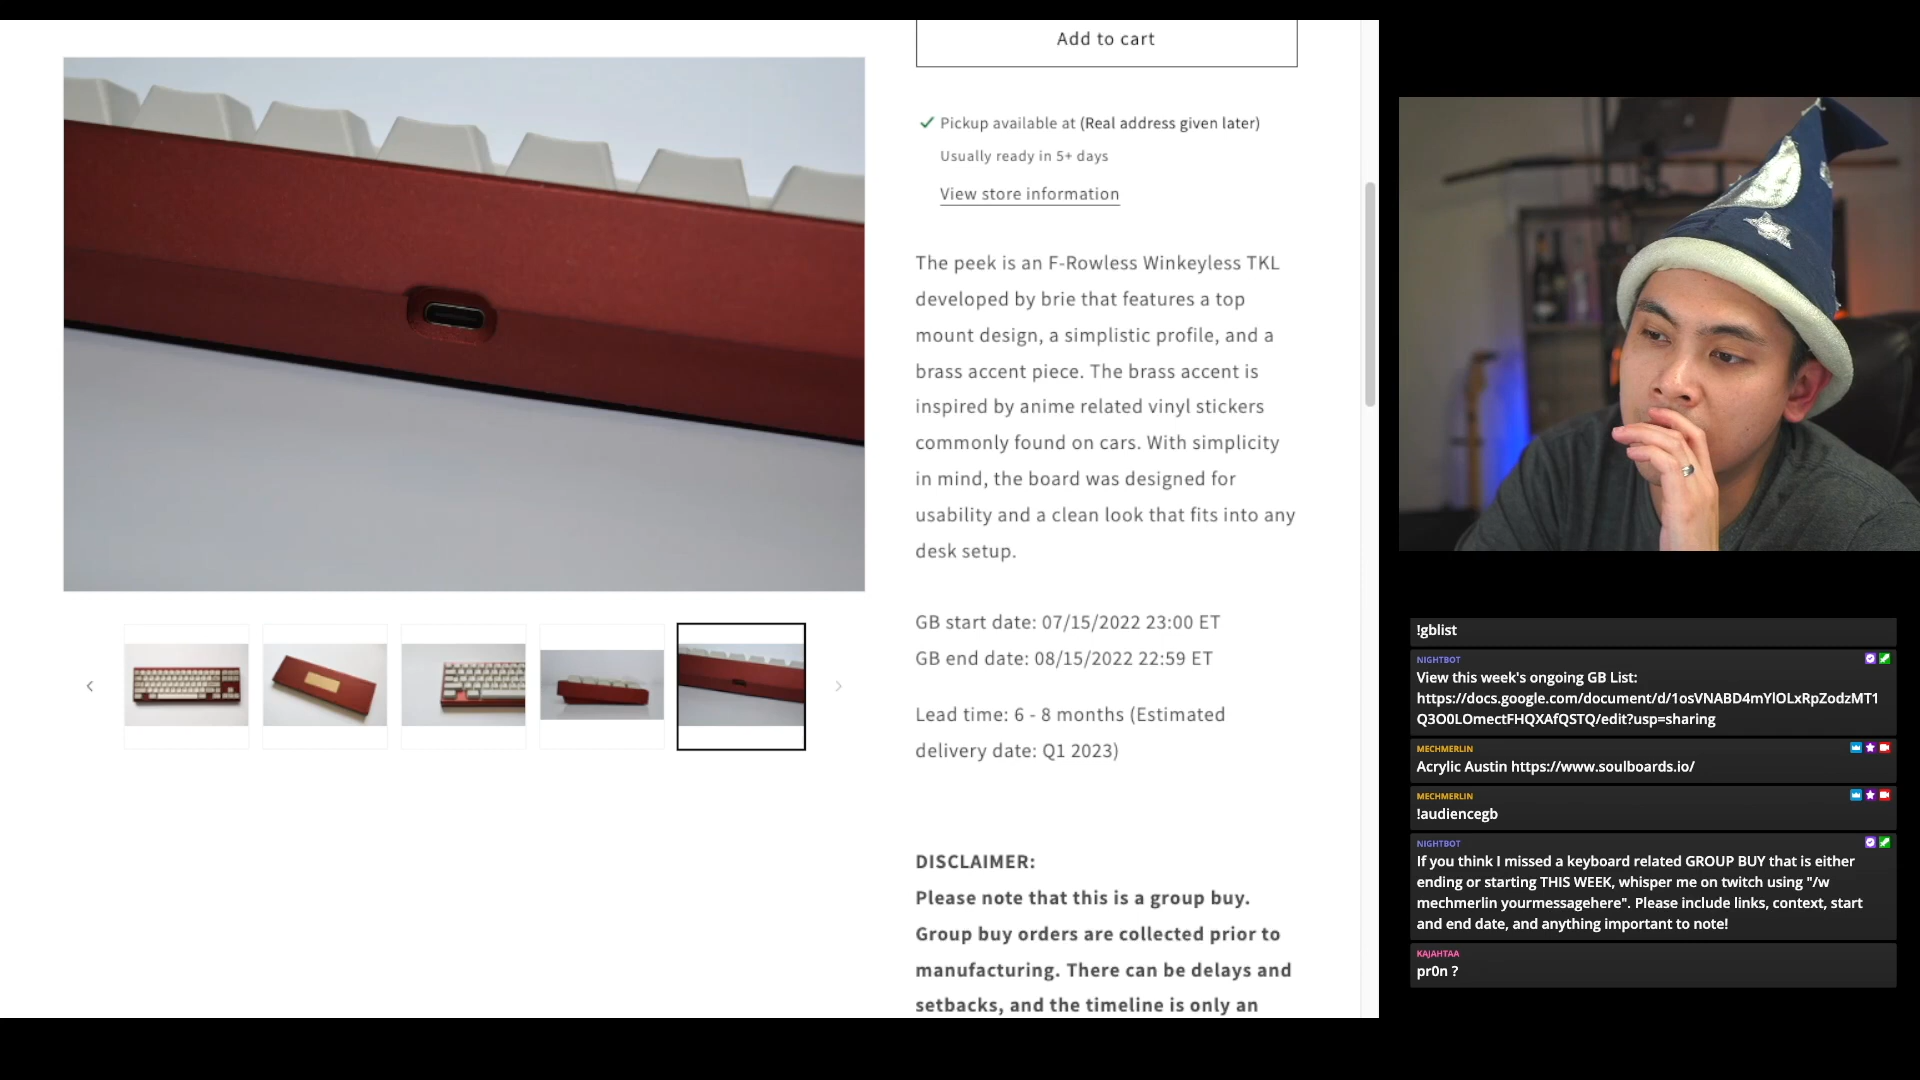 Add to cart
Pickup available at (Real address given later)
Usually ready in 5+ days
View store information
The peek is an F-Rowless Winkeyless TKL
developed by brie that features a top
mount design, a simplistic profile, and a
brass accent piece. The brass accent is
inspired by anime related vinyl stickers
commonly found on cars. With simplicity
in mind, the board was designed for
usability and a clean look that fits into any
desk setup.
GB start date: 07/15/2022 23:00 ET
GB end date: 08/15/2022 22:59 ET
Lead time: 6 - 8 months (Estimated
delivery date: Q1 2023)
DISCLAIMER:
Please note that this is a group buy.
Group buy orders are collected prior to
manufacturing. There can be delays and
setbacks, and the timeline is only an
!gblist
NIGHTBOT
View this week's ongoing GB List:
https://docs.google.com/document/d/1osVNABD4mYlOLxRpZodzMT1
Q3O0LOmectFHQXAfQSTQ/edit?usp=sharing
MECHMERLIN
Acrylic Austin https://www.soulboards.io/
MECHMERLIN
!audiencegb
NIGHTBOT
If you think I missed a keyboard related GROUP BUY that is either
ending or starting THIS WEEK, whisper me on twitch using "/w
mechmerlin yourmessagehere". Please include links, context, start
and end date, and anything important to note!
KAJAHTAA
pr0n ?